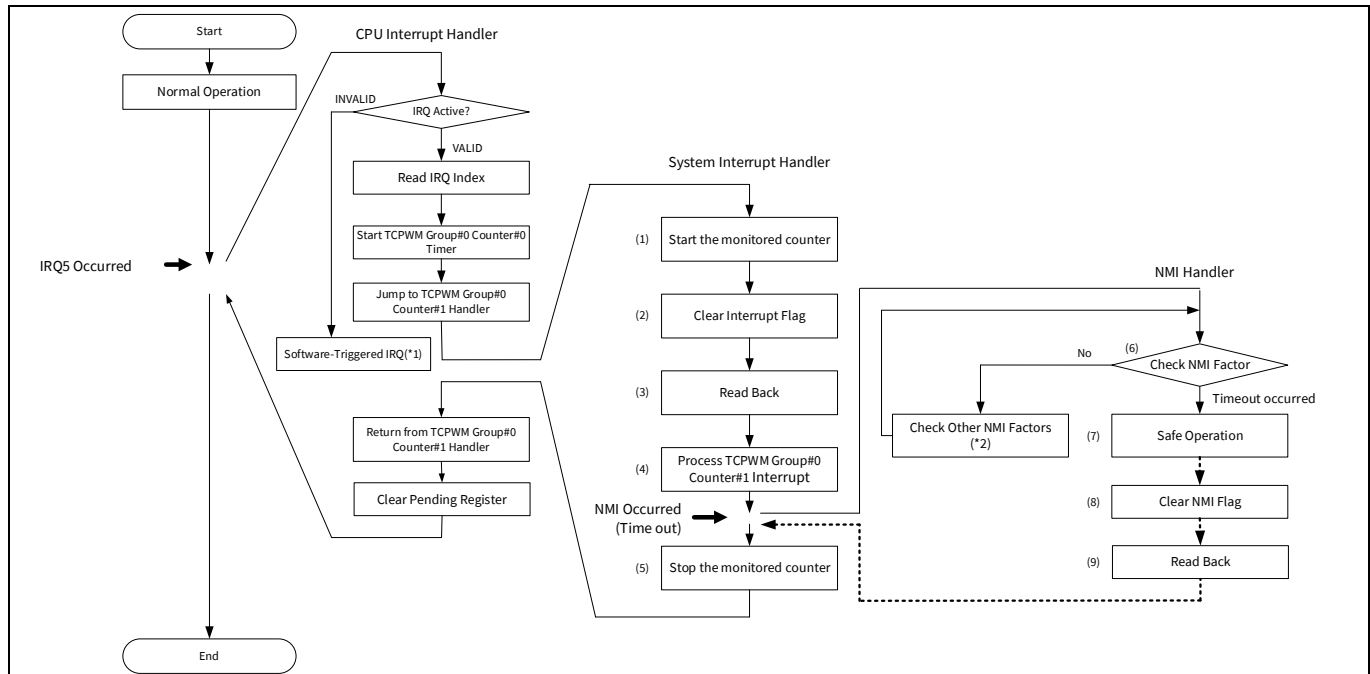 Start
Normal Operation
IRQ5 Occurred
End
CPU Interrupt Handler
INVALID
IRQ Active?
VALID
Read IRQ Index
Start TCPWM Group#0 Counter#0
Timer
Jump to TCPWM Group#0
Counter#1 Handler
Software-Triggered IRQ(*1)
Return from TCPWM Group#0
Counter#1 Handler
Clear Pending Register
System Interrupt Handler
(1) Start the monitored counter
(2) Clear Interrupt Flag
(3) Read Back
(4) Process TCPWM Group#0
Counter#1 Interrupt
NMI Occurred
(Time out)
(5) Stop the monitored counter
NMI Handler
(6)
No
Check NMI Factor
Timeout occurred
Check Other NMI Factors
(*2)
(7) Safe Operation
(8) Clear NMI Flag
(9) Read Back